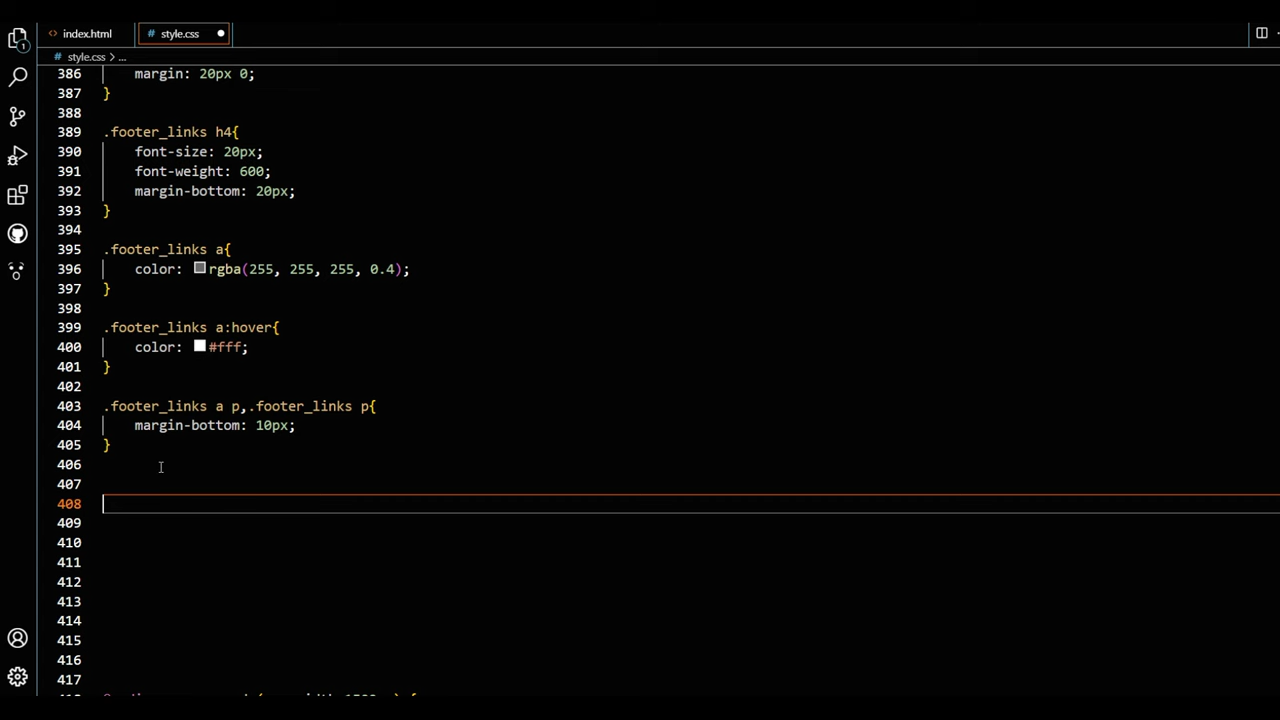 index.html
style.css
style.css > ...
1
386 margin: 20px 0;
387 }
388
389 .footer_links h4{
390 font-size: 20px;
391 font-weight: 600;
392 margin-bottom: 20px;
393 }
394
395 .footer_links a{
396 color: rgba(255, 255, 255, 0.4);
397 }
398
399 .footer_links a:hover{
400 color: #fff;
401 }
402
403 .footer_links a p,.footer_links p{
404 margin-bottom: 10px;
405 }
406
407
408
409
410
411
412
413
414
415
416
417